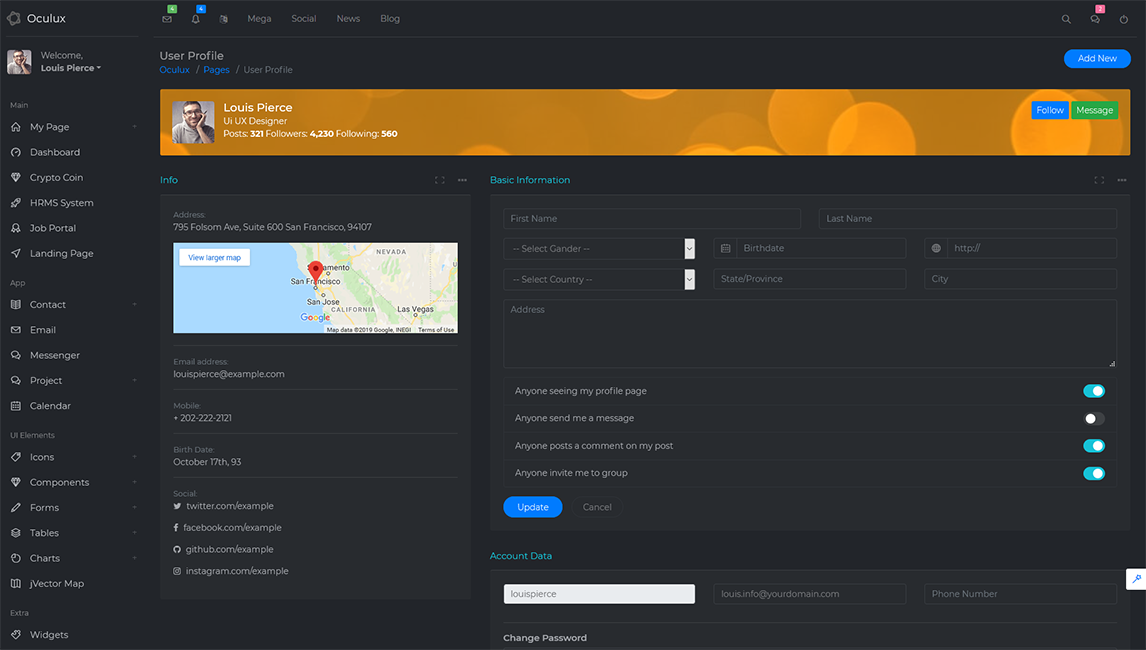 Oculux
4
4
Mega
Social
News
Blog
2
Welcome,
Louis Pierce
User Profile
Oculux / Pages / User Profile
Add New
Louis Pierce
Ui UX Designer
Posts: 321 Followers: 4,230 Following: 560
Follow
Message
Main
My Page
Dashboard
Crypto Coin
HRMS System
Job Portal
Landing Page
App
Contact
Email
Messenger
Project
Calendar
UI Elements
Icons
Components
Forms
Tables
Charts
jVector Map
Extra
Widgets
Info
Address:
795 Folsom Ave, Suite 600 San Francisco, 94107
View larger map
NEVADA
San Francisco
San Jose
CALIFORNIA
Las Vegas
Google
Map data ©2019 Google, INEGI
Terms of Use
Email address:
louispierce@example.com
Mobile:
+ 202-222-2121
Birth Date:
October 17th, 93
Social:
twitter.com/example
facebook.com/example
github.com/example
instagram.com/example
Basic Information
First Name
Last Name
-- Select Gander --
Birthdate
http://
-- Select Country --
State/Province
City
Address
Anyone seeing my profile page
Anyone send me a message
Anyone posts a comment on my post
Anyone invite me to group
Update
Cancel
Account Data
louispierce
louis.info@yourdomain.com
Phone Number
Change Password